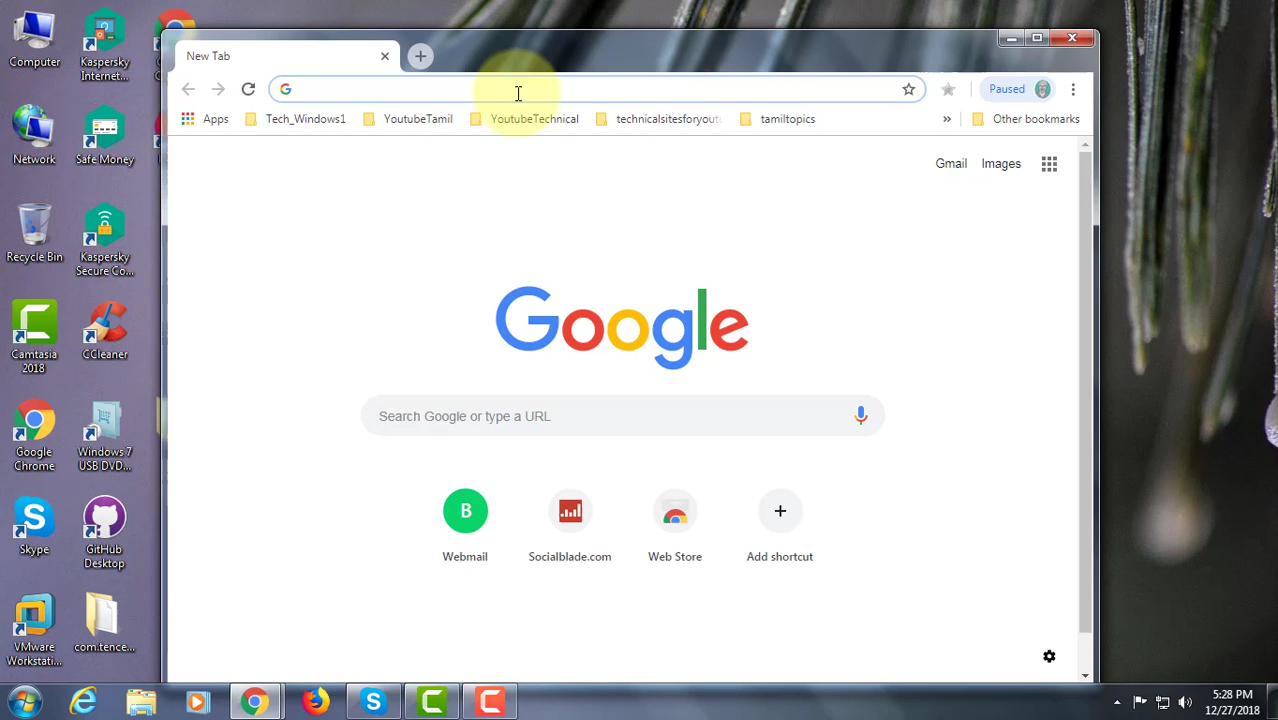 Computer
Kaspersky
Internet...
Network
Safe Money
Recycle Bin
Kaspersky
Secure Co...
Camtasia
2018
CCleaner
Google
Chrome
Windows 7
USB DVD...
Skype
GitHub
Desktop
VMware
Workstati...
com.tence...
New Tab
Paused
Apps
Tech_Windows1
YoutubeTamil
YoutubeTechnical
technicalsitesforyout
tamiltopics
»
Other bookmarks
Gmail
Images
Google
Search Google or type a URL
B
Webmail
Socialblade.com
Web Store
Add shortcut
5:28 PM
12/27/2018